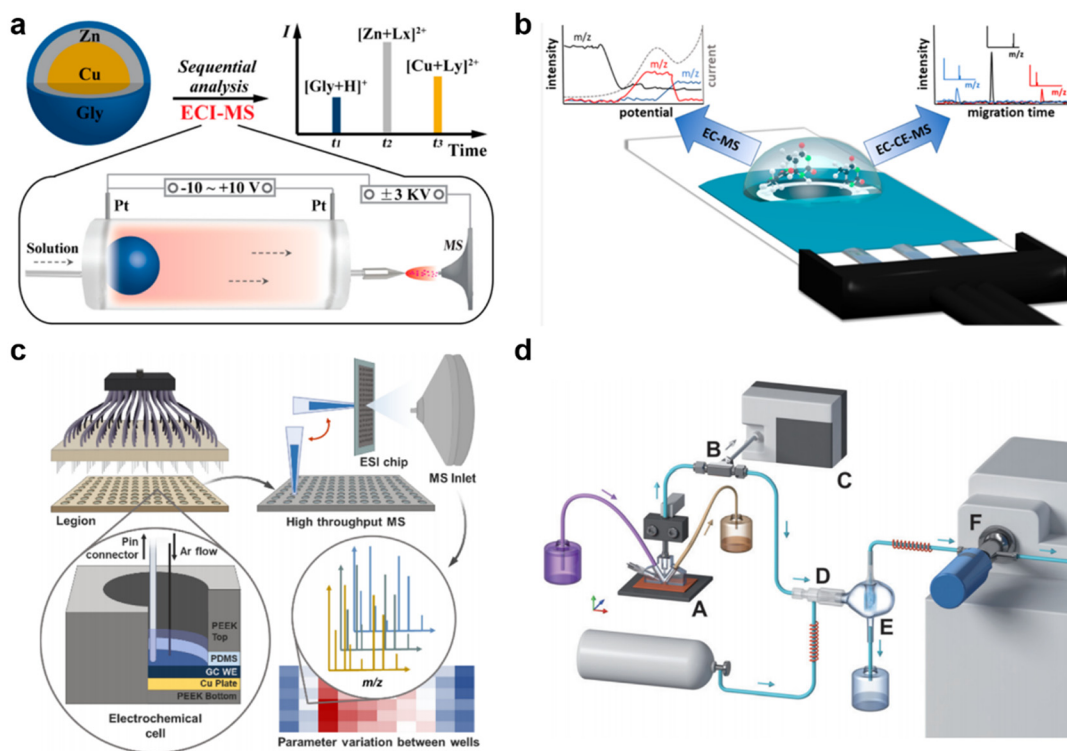 a
Zn
Cu
Gly
Sequential
analysis
ECI-MS
I
[Zn+Lx]²⁺
[Cu+Ly]²⁺
[Gly+H]⁺
t₁ t₂ t₃ Time
-10 ~ +10 V
±3 KV
Pt
Pt
Solution
MS
b
m/z
m/z
m/z
intensity
current
potential
EC-MS
EC-CE-MS
m/z
m/z
m/z
intensity
migration time
c
Legion
ESI chip
MS Inlet
High throughput MS
Pin
connector
Ar flow
PEEK
Top
PDMS
GC WE
Cu Plate
PEEK Bottom
Electrochemical
cell
m/z
Parameter variation between wells
d
A
B
C
D
E
F